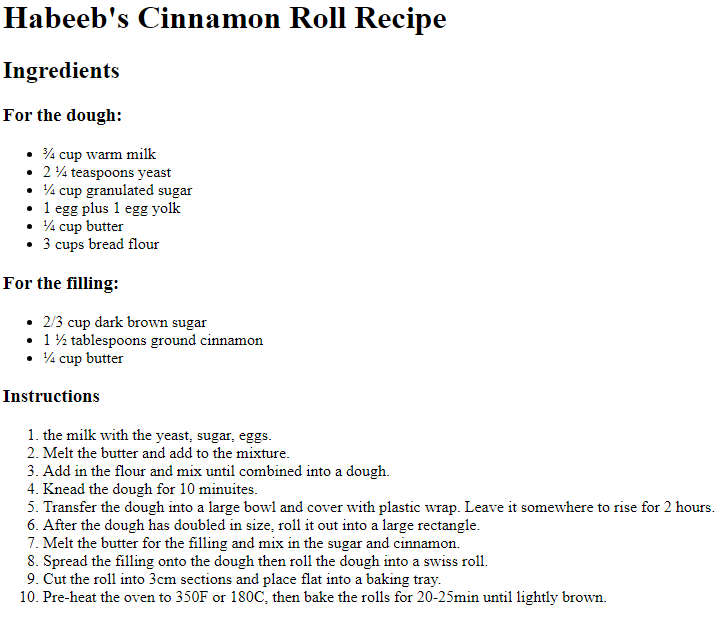 Habeeb's Cinnamon Roll Recipe
Ingredients
For the dough:
• ¾ cup warm milk
• 2 ¼ teaspoons yeast
• ¼ cup granulated sugar
• 1 egg plus 1 egg yolk
• ¼ cup butter
• 3 cups bread flour
For the filling:
• 2/3 cup dark brown sugar
• 1 ½ tablespoons ground cinnamon
• ¼ cup butter
Instructions
1. the milk with the yeast, sugar, eggs.
2. Melt the butter and add to the mixture.
3. Add in the flour and mix until combined into a dough.
4. Knead the dough for 10 minuites.
5. Transfer the dough into a large bowl and cover with plastic wrap. Leave it somewhere to rise for 2 hours.
6. After the dough has doubled in size, roll it out into a large rectangle.
7. Melt the butter for the filling and mix in the sugar and cinnamon.
8. Spread the filling onto the dough then roll the dough into a swiss roll.
9. Cut the roll into 3cm sections and place flat into a baking tray.
10. Pre-heat the oven to 350F or 180C, then bake the rolls for 20-25min until lightly brown.